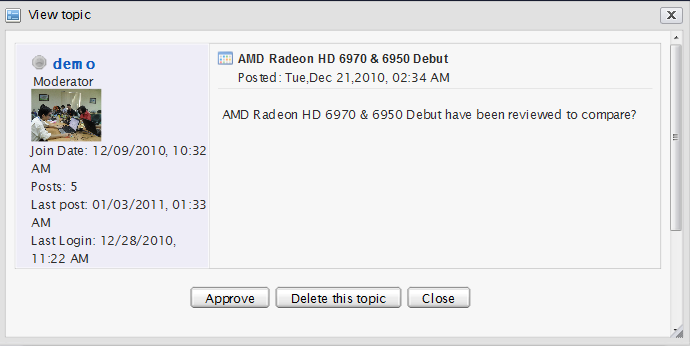 View topic
demo
Moderator
Join Date: 12/09/2010, 10:32
AM
Posts: 5
Last post: 01/03/2011, 01:33
AM
Last Login: 12/28/2010,
11:22 AM
AMD Radeon HD 6970 & 6950 Debut
Posted: Tue,Dec 21,2010, 02:34 AM
AMD Radeon HD 6970 & 6950 Debut have been reviewed to compare?
Approve Delete this topic Close